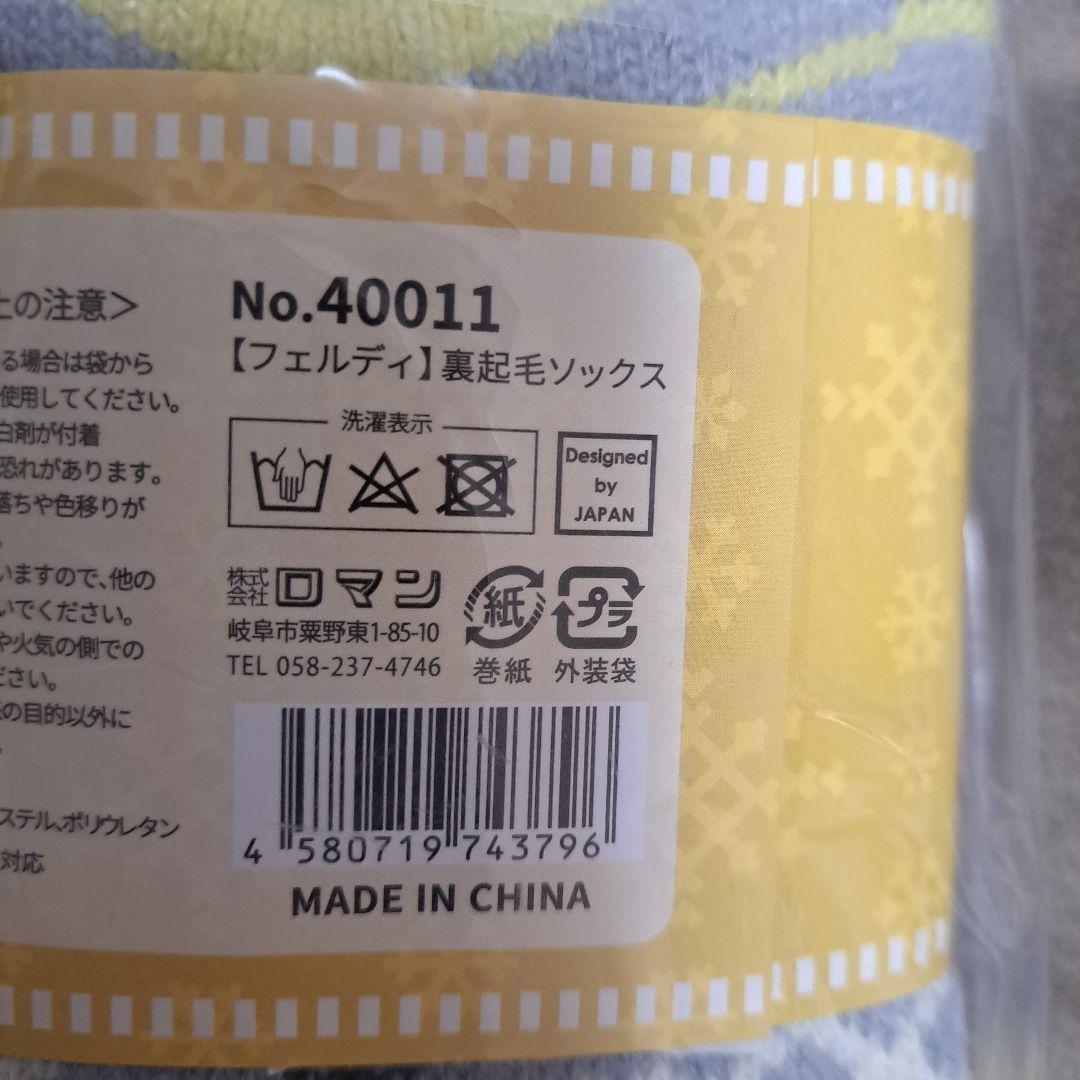 上の注意＞
る場合は袋から
使用してください。
白剤が付着
恐れがあります。
落ちや色移りが
いますので、他の
いでください。
や火気の側での
ださい。
の目的以外に
ステル、ポリウレタン
対応
No.40011
【フェルディ】裏起毛ソックス
洗濯表示
Designed
by
JAPAN
株式
会社ロマン
岐阜市粟野東1-85-10
TEL 058-237-4746
紙
巻紙
プラ
外装袋
4 580719 743796
MADE IN CHINA